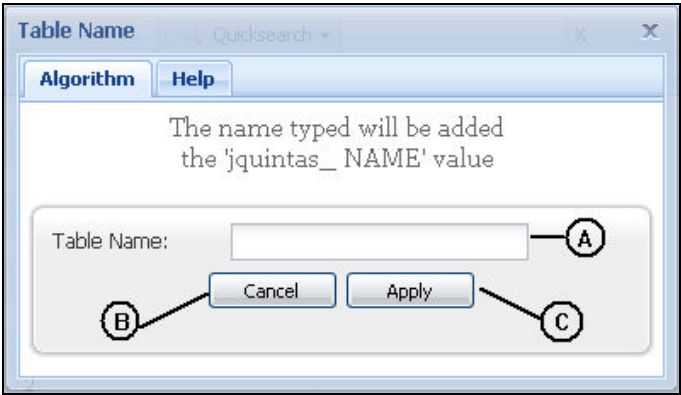 Table Name
Quicksearch
x
Algorithm Help
The name typed will be added
the 'jquintas_ NAME' value
Table Name:
A
Cancel Apply
B
C